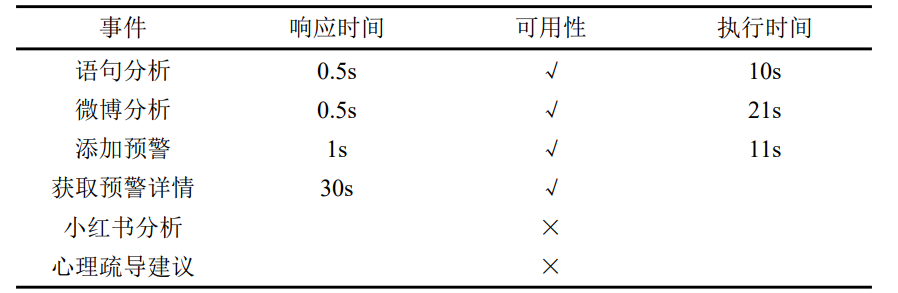 事件 响应时间 可用性 执行时间
语句分析 0.5s √ 10s
微博分析 0.5s √ 21s
添加预警 1s √ 11s
获取预警详情 30s √
小红书分析 ×
心理疏导建议 ×